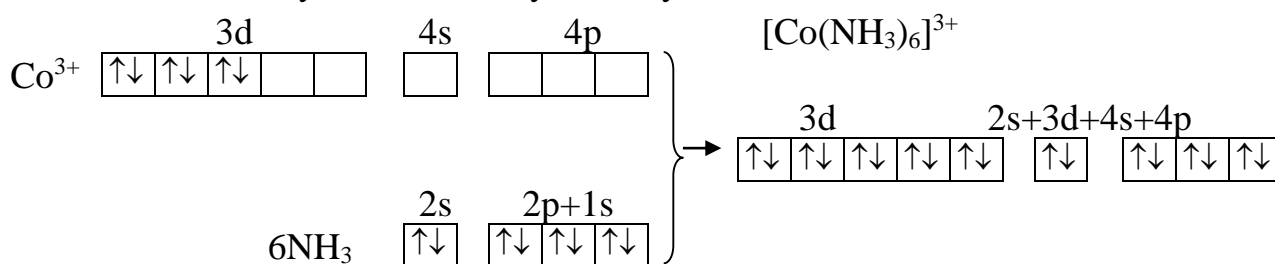 3d 4s 4p [Co(NH₃)₆]³⁺
Co³⁺ ↑↓ ↑↓ ↑↓
3d 2s+3d+4s+4p
↑↓ ↑↓ ↑↓ ↑↓ ↑↓ ↑↓ ↑↓ ↑↓ ↑↓
2s 2p+1s
6NH₃ ↑↓ ↑↓ ↑↓ ↑↓